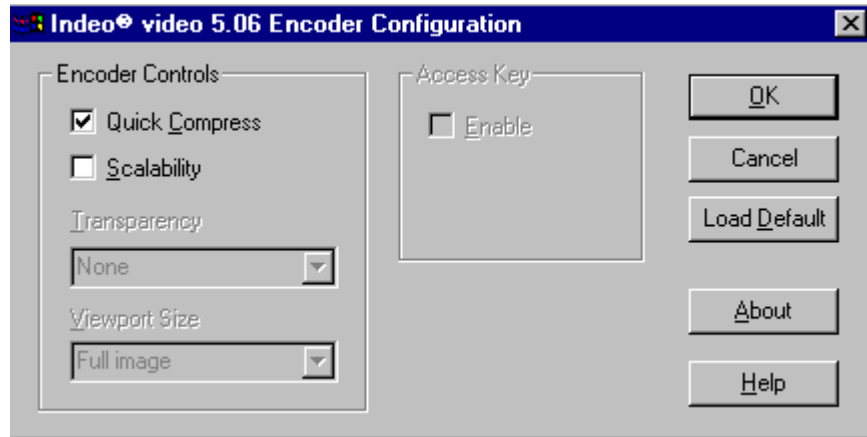 Indeo® video 5.06 Encoder Configuration
Encoder Controls
Quick Compress
Scalability
Transparency
None
Viewport Size
Full image
Access Key
Enable
OK
Cancel
Load Default
About
Help